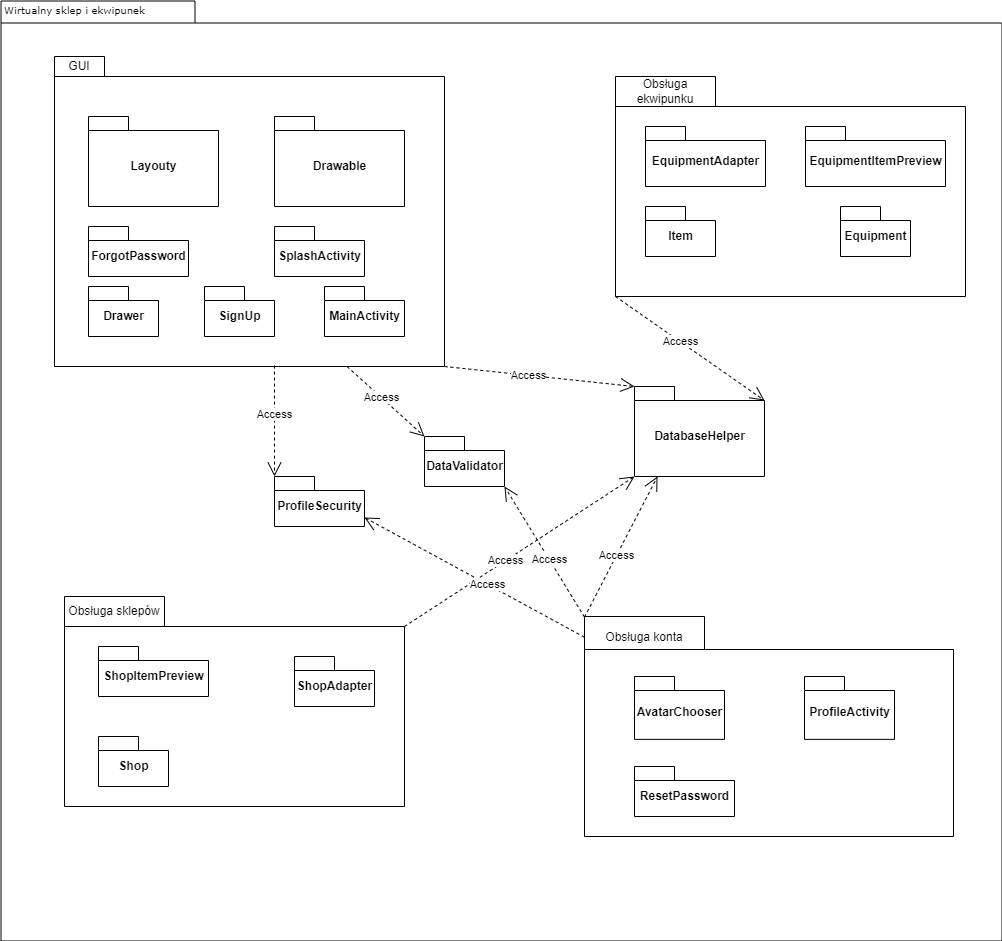 Wirtualny sklep i ekwipunek
GUI
Layouty
Drawable
ForgotPassword
SplashActivity
Drawer
SignUp
MainActivity
Obsługa
ekwipunku
EquipmentAdapter
EquipmentItemPreview
Item
Equipment
Access
Access
Access
Access
DatabaseHelper
DataValidator
ProfileSecurity
Access
Access
Access
Access
Obsługa sklepów
ShopItemPreview
ShopAdapter
Shop
Obsługa konta
AvatarChooser
ProfileActivity
ResetPassword